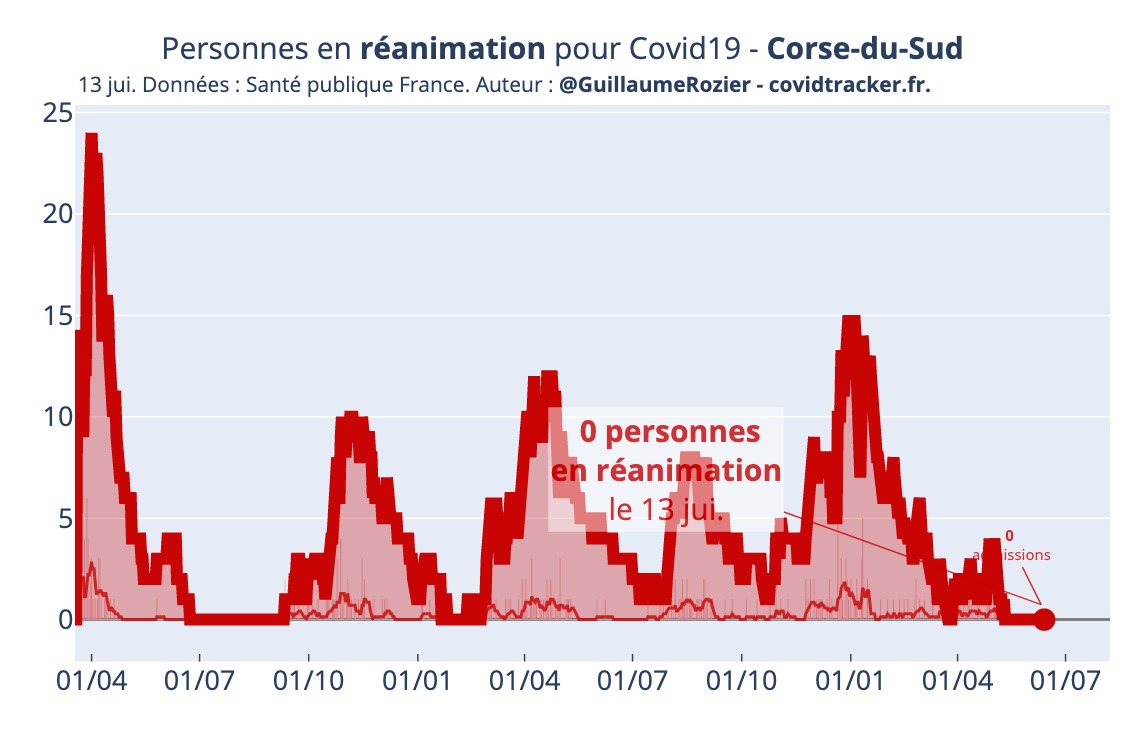 Personnes en réanimation pour Covid19 - Corse-du-Sud
13 jui. Données : Santé publique France. Auteur : @GuillaumeRozier - covidtracker.fr.
25
20
15
10
5
0
0 personnes
en réanimation
le 13 jui.
0
admissions
01/04 01/07 01/10 01/01 01/04 01/07 01/10 01/01 01/04 01/07